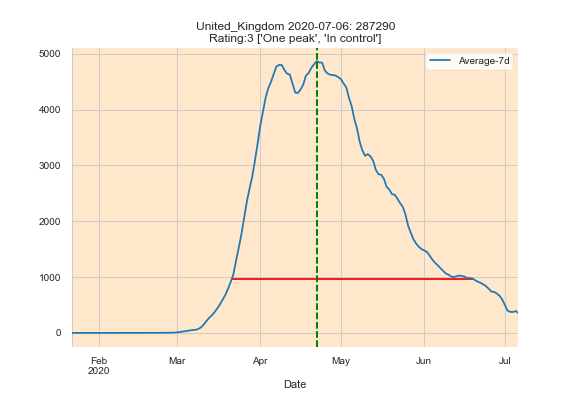 United_Kingdom 2020-07-06: 287290
Rating:3 ['One peak', 'In control']
Average-7d
5000
4000
3000
2000
1000
0
Feb
2020
Mar
Apr
May
Jun
Jul
Date